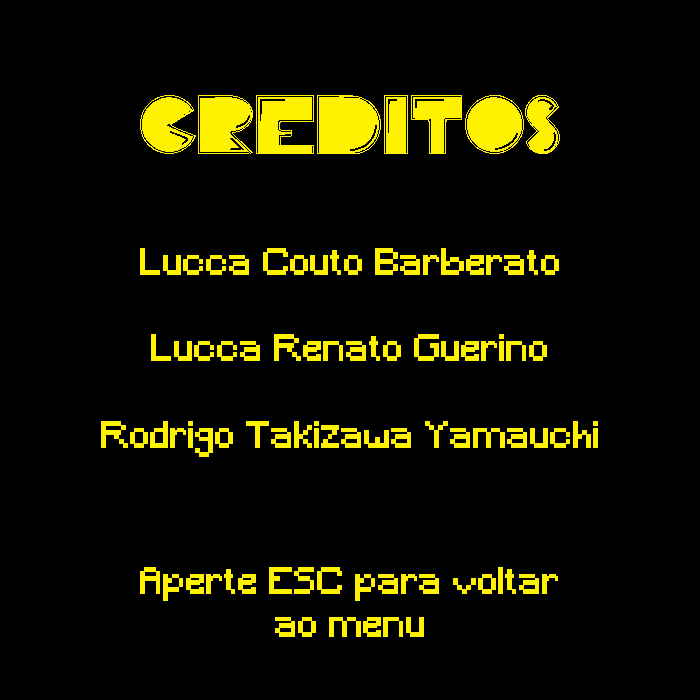 CREDITOS
Lucca Couto Barberato
Lucca Renato Guerino
Rodrigo Takizawa Yamauchi
Aperte ESC para voltar
ao menu